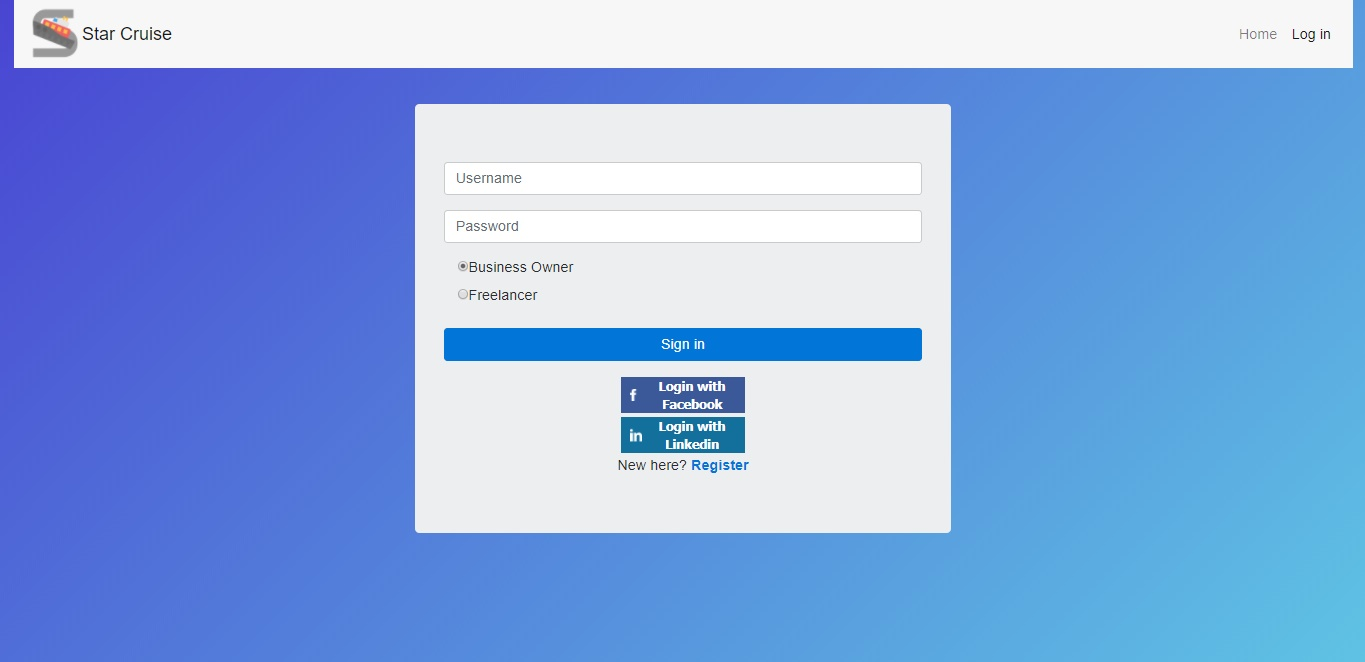 Star Cruise
Home
Log in
Username
Password
Business Owner
Freelancer
Sign in
f
Login with
Facebook
in
Login with
Linkedin
New here? Register